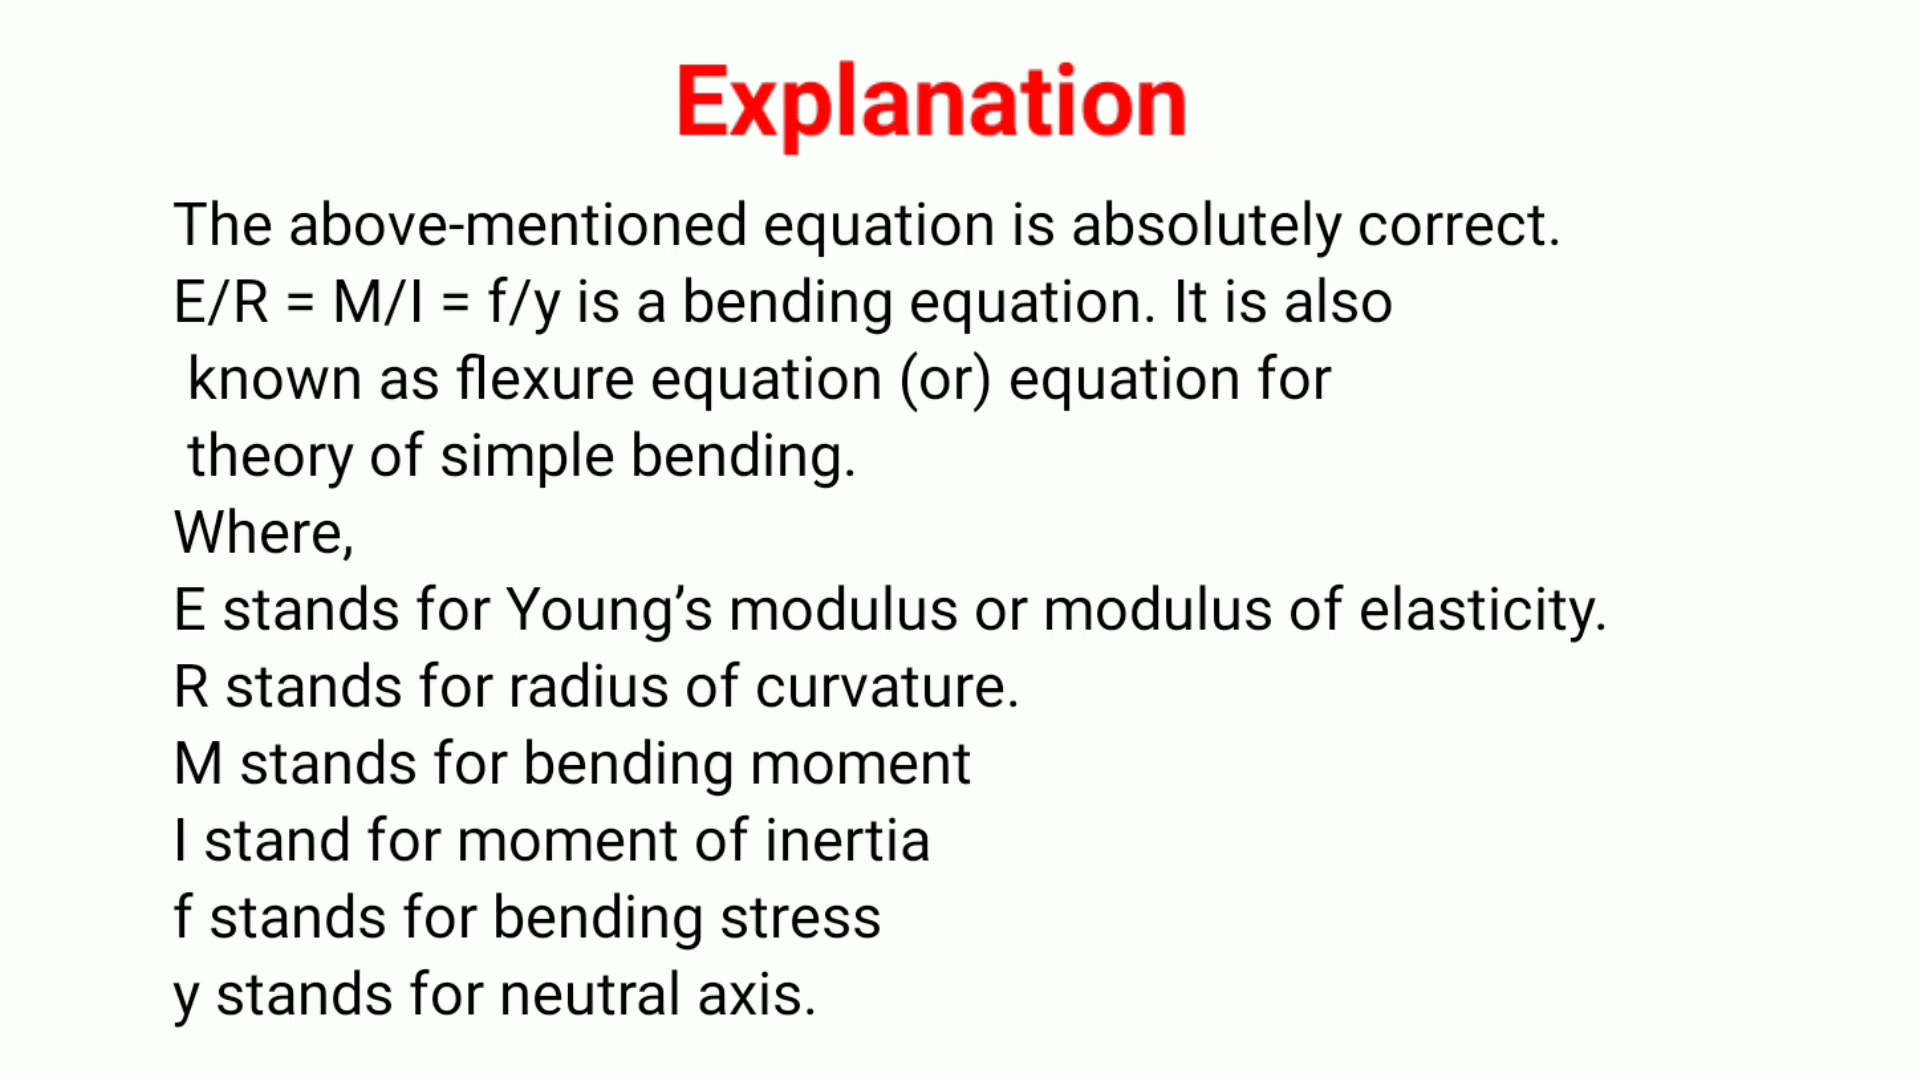 Explanation
The above-mentioned equation is absolutely correct.
E/R = M/I = f/y is a bending equation. It is also
known as flexure equation (or) equation for
theory of simple bending.
Where,
E stands for Young’s modulus or modulus of elasticity.
R stands for radius of curvature.
M stands for bending moment
I stand for moment of inertia
f stands for bending stress
y stands for neutral axis.